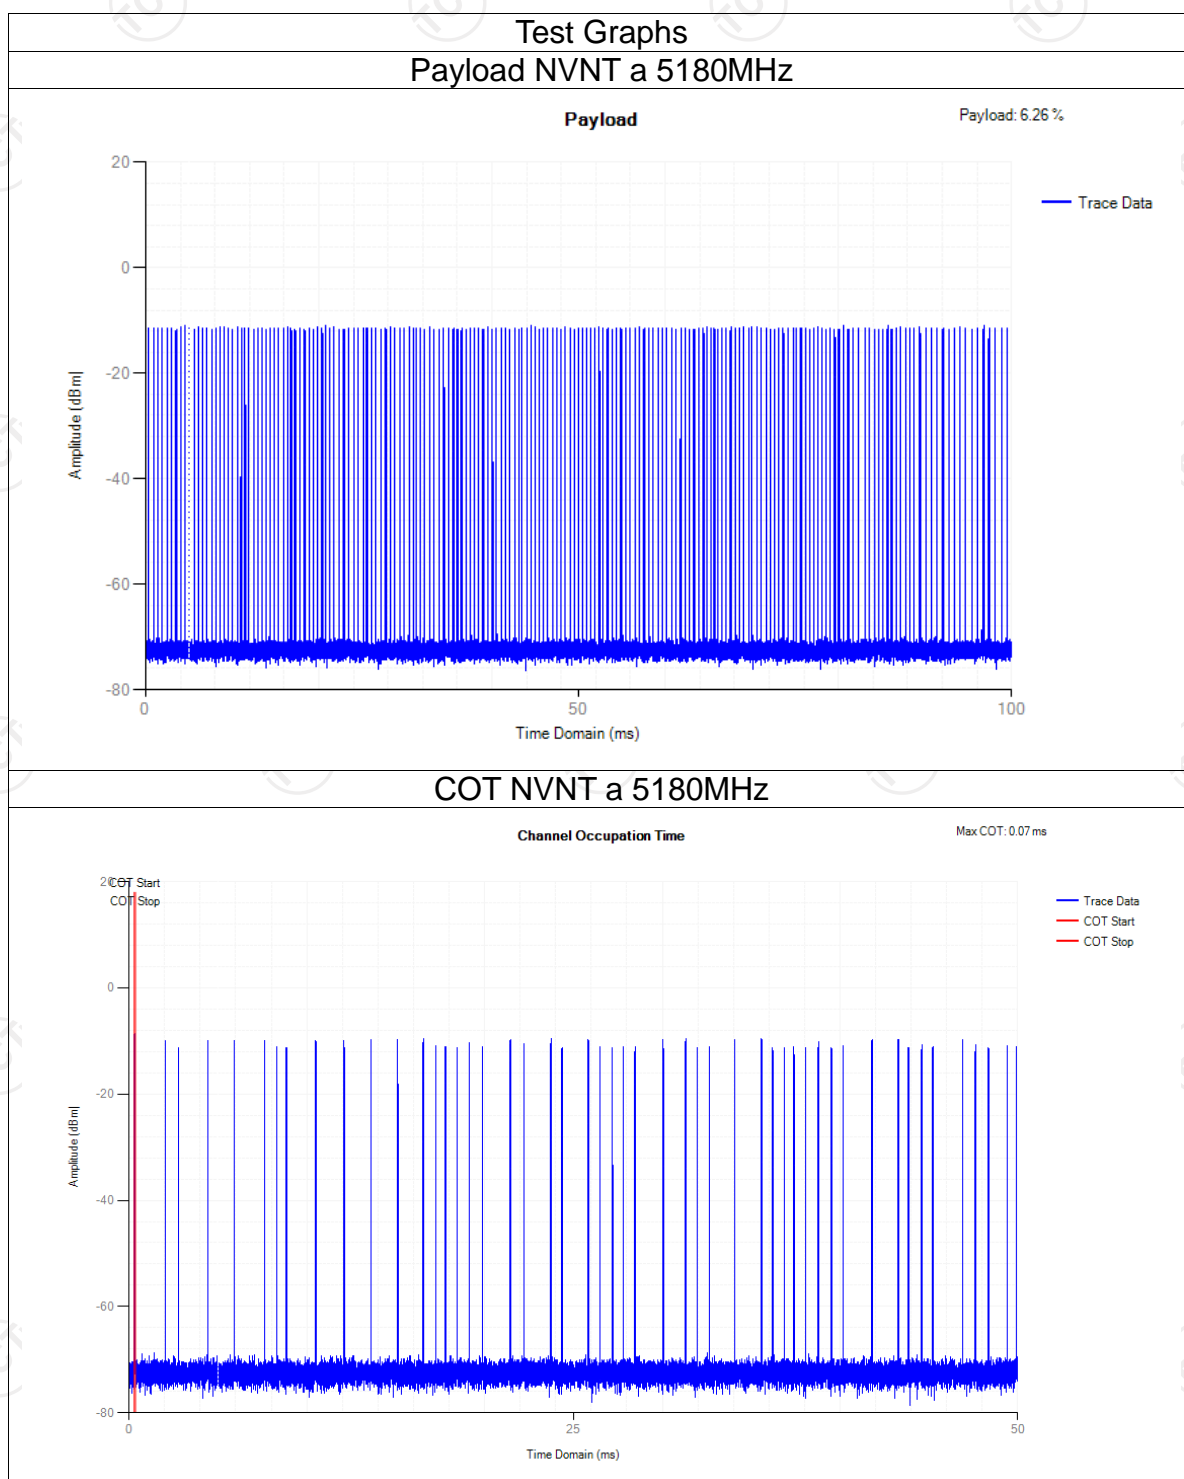 Test Graphs
Payload NVNT a 5180MHz
Payload
Payload: 6.26 %
20
0
-20
-40
-60
-80
Amplitude (dBm)
Trace Data
0
50
100
Time Domain (ms)
COT NVNT a 5180MHz
Channel Occupation Time
Max COT: 0.07 ms
20
COT Start
COT Stop
0
-20
-40
-60
-80
Amplitude (dBm)
Trace Data
COT Start
COT Stop
0
25
50
Time Domain (ms)